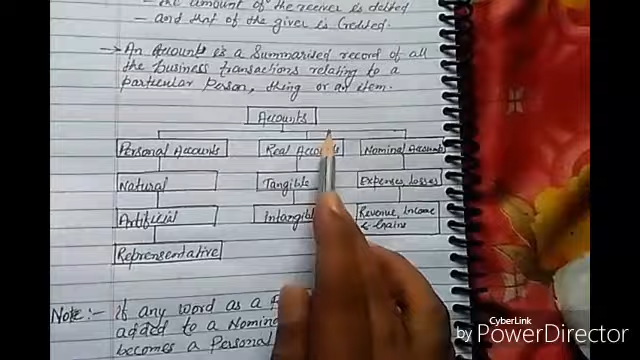 the amount of the receiver is debited
- and that of the giver is Credited.
→ An Account is a Summarised record of all
the business transactions relating to a
particular Person, thing or an item.
Accounts
Personal Accounts
Real Accounts
Nominal Accounts
Natural
Tangible
Expenses, Losses
Artificial
Intangible
Revenue, Income
& Gains
Reprensentative
Note :- if any word as a
added to a Nomina
becomes a Personal
CyberLink
by PowerDirector